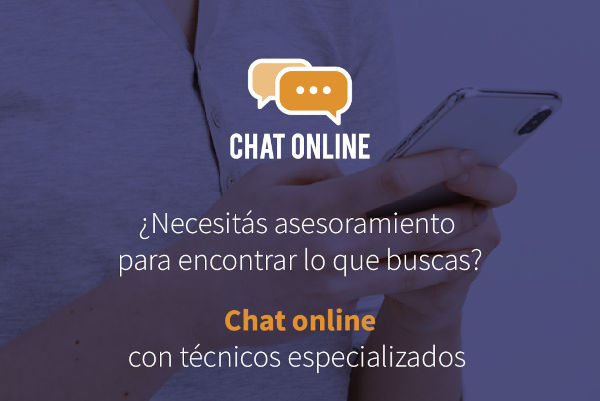 CHAT ONLINE
¿Necesitás asesoramiento
para encontrar lo que buscas?
Chat online
con técnicos especializados